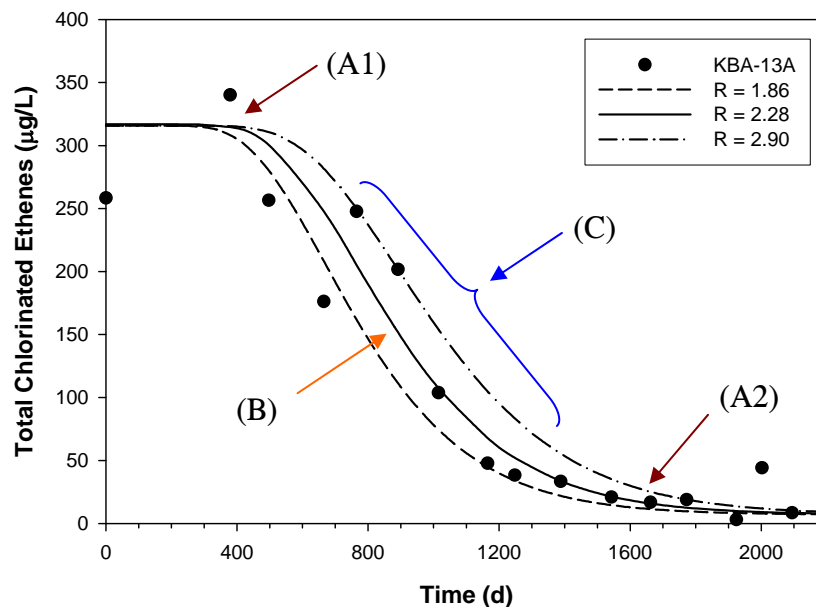 400
350
300
250
200
150
100
50
0
Total Chlorinated Ethenes (µg/L)
0 400 800 1200 1600 2000
Time (d)
KBA-13A
R = 1.86
R = 2.28
R = 2.90
(A1)
(C)
(B)
(A2)